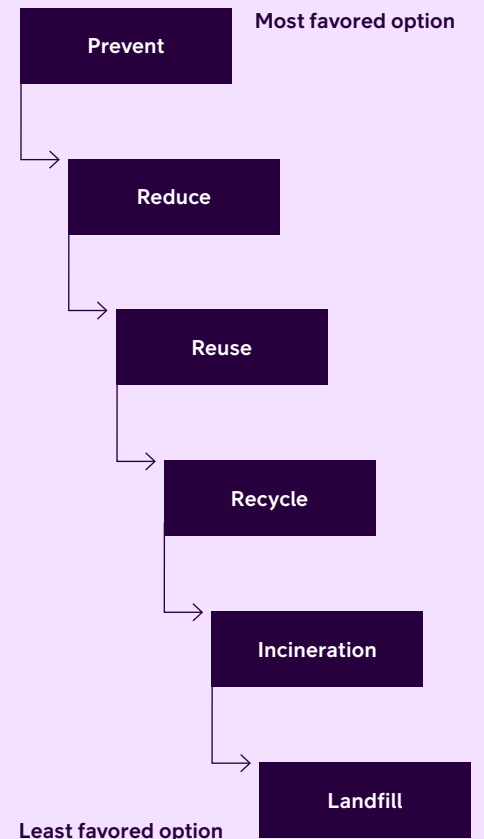 Most favored option
Prevent
Reduce
Reuse
Recycle
Incineration
Landfill
Least favored option